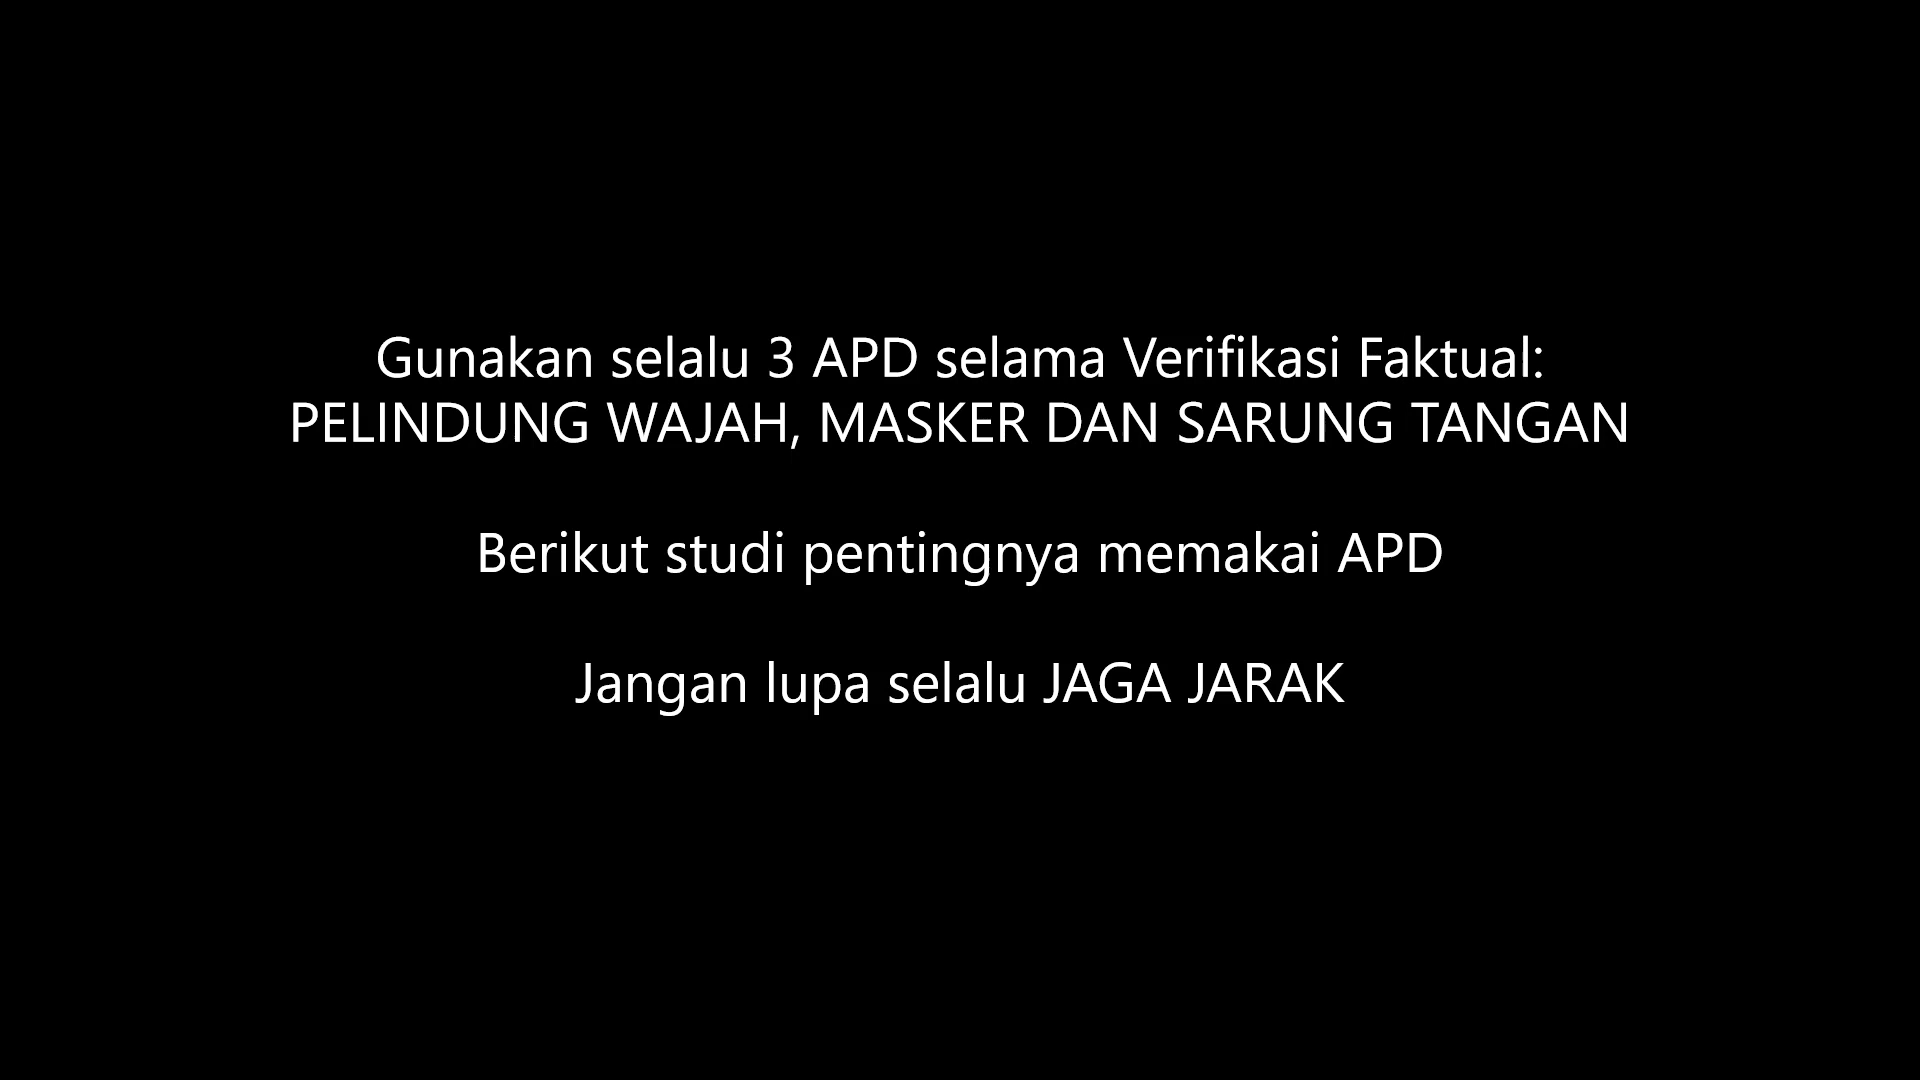 Gunakan selalu 3 APD selama Verifikasi Faktual:
PELINDUNG WAJAH, MASKER DAN SARUNG TANGAN
Berikut studi pentingnya memakai APD
Jangan lupa selalu JAGA JARAK